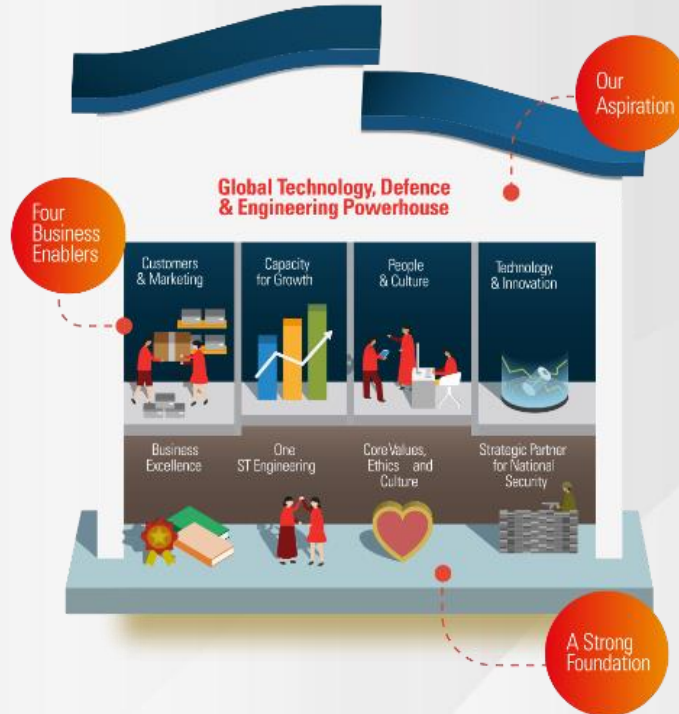 Our
Aspiration
Global Technology, Defence
& Engineering Powerhouse
Four
Business
Enablers
Customers
& Marketing
Capacity
for Growth
People
& Culture
Technology
& Innovation
Business
Excellence
One
ST Engineering
Core Values,
Ethics and
Culture
Strategic Partner
for National
Security
A Strong
Foundation